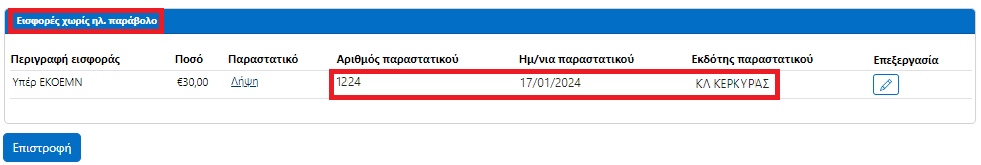 Εισφορές χωρίς ηλ. παράβολο
Περιγραφή εισφοράς Ποσό Παραστατικό Αριθμός παραστατικού Ημ/νια παραστατικού Εκδότης παραστατικού Επεξεργασία
Υπέρ ΕΚΟΕΜΝ €30,00 Λήψη 1224 17/01/2024 ΚΛ ΚΕΡΚΥΡΑΣ
Επιστροφή